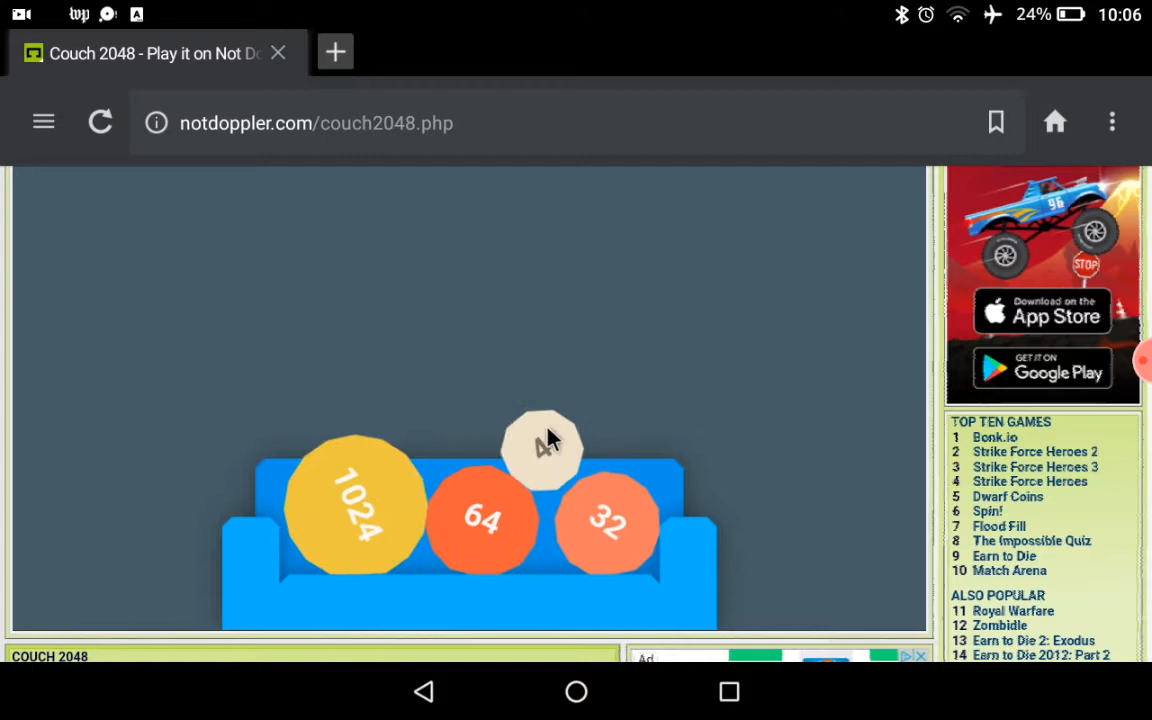 wp A 24% 10:06
Couch 2048 - Play it on Not Do
notdoppler.com/couch2048.php
96
STOP
Download on the
App Store
GET IT ON
Google Play
1024
64
4
32
TOP TEN GAMES
1 Bonk.io
2 Strike Force Heroes 2
3 Strike Force Heroes 3
4 Strike Force Heroes
5 Dwarf Coins
6 Spin!
7 Flood Fill
8 The Impossible Quiz
9 Earn to Die
10 Match Arena
ALSO POPULAR
11 Royal Warfare
12 Zombidle
13 Earn to Die 2: Exodus
14 Earn to Die 2012: Part 2
COUCH 2048
Ad